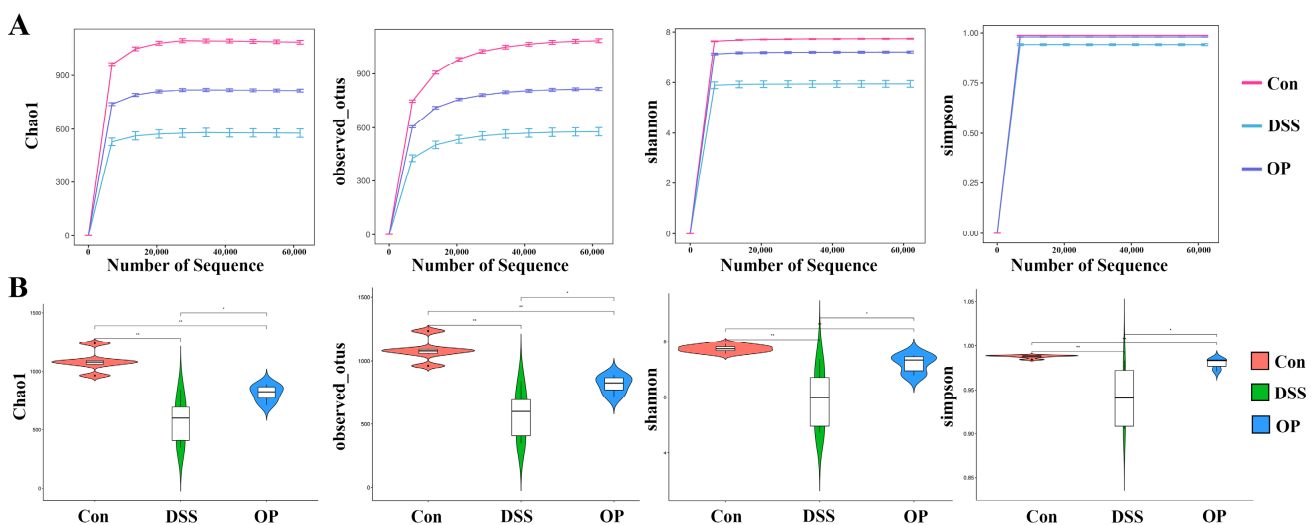 A
Chao1
900
600
300
0
0 20,000 40,000 60,000
Number of Sequence
observed_otus
900
600
300
0
0 20,000 40,000 60,000
Number of Sequence
shannon
8
6
4
2
0
0 20,000 40,000 60,000
Number of Sequence
simpson
1.00
0.75
0.50
0.25
0.00
0 20,000 40,000 60,000
Number of Sequence
Con
DSS
OP
B
Chao1
1500
1000
500
0
*
**
**
Con DSS OP
observed_otus
1500
1000
500
0
*
**
**
Con DSS OP
shannon
8
6
4
*
**
Con DSS OP
simpson
1.05
1.00
0.95
0.90
0.85
*
**
**
Con DSS OP
Con
DSS
OP